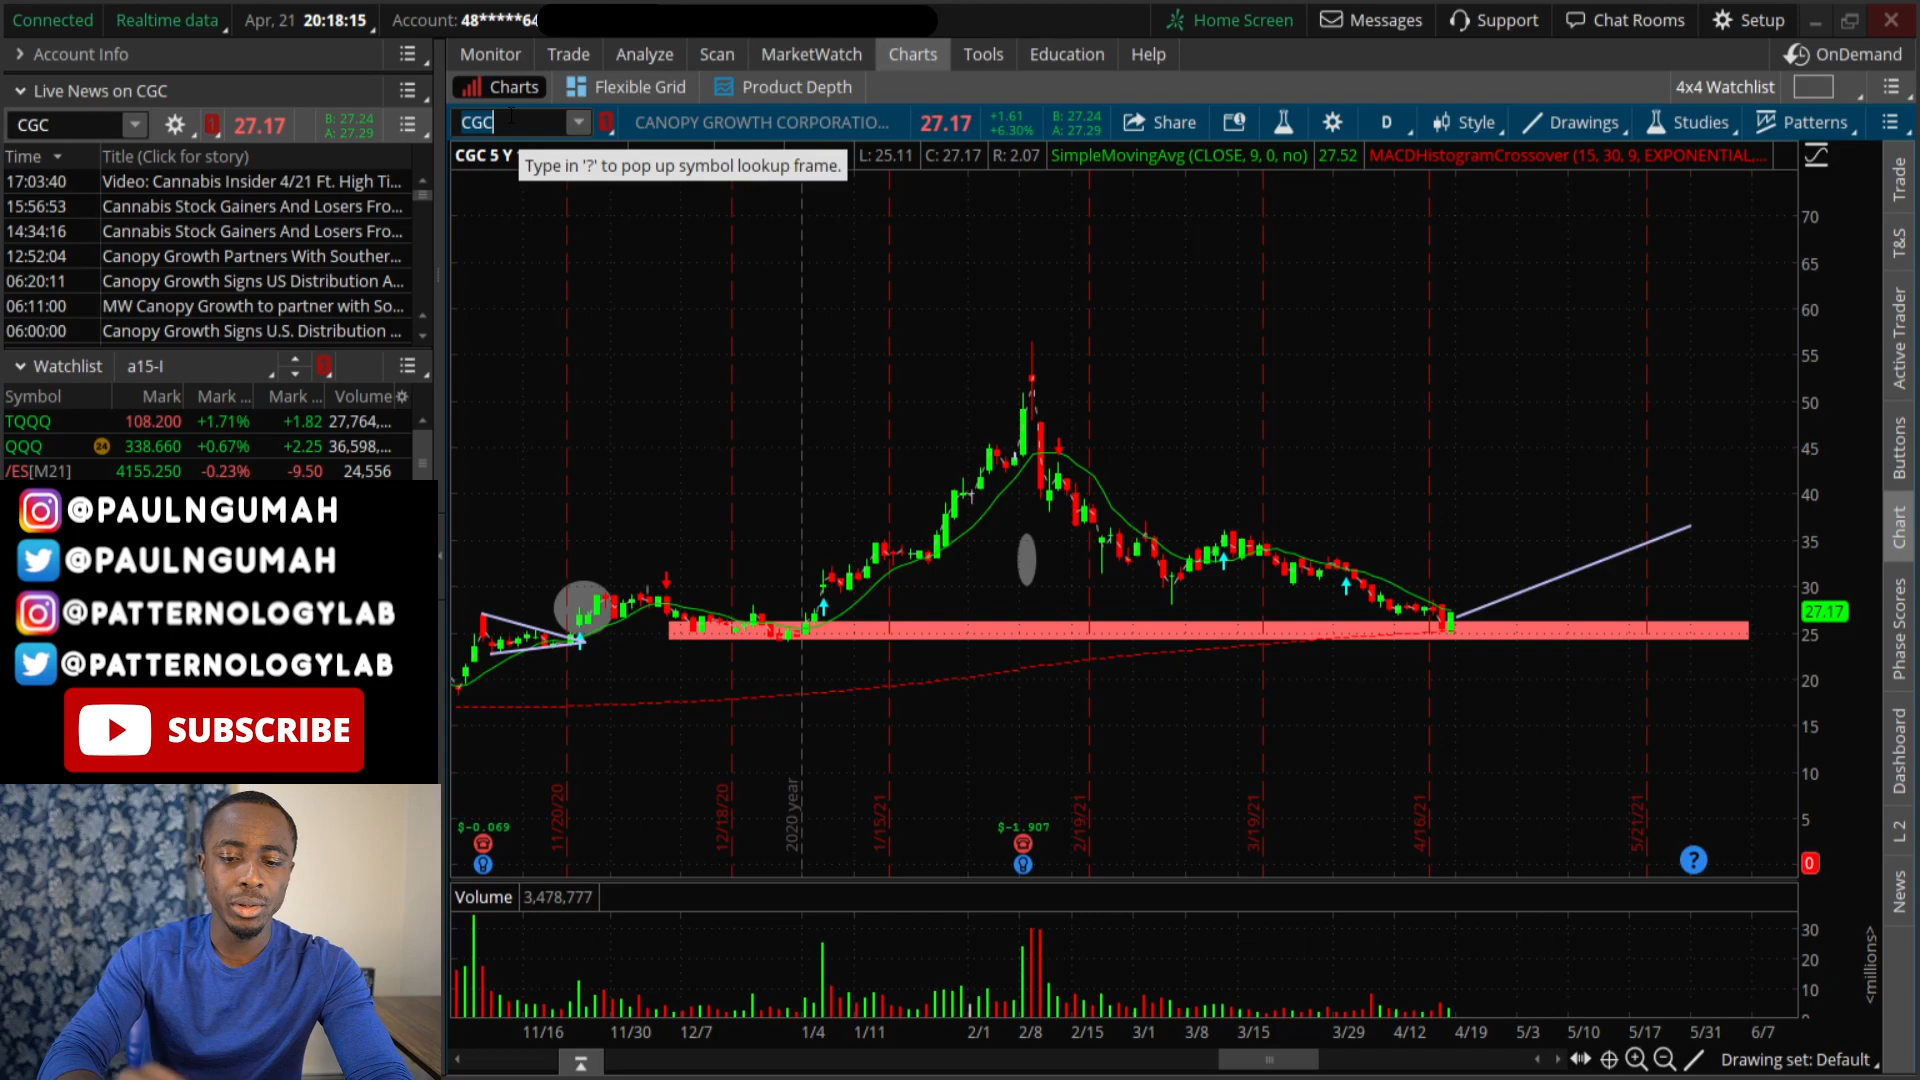 Connected Realtime data Apr, 21 20:18:15 Account: 48*****64 Home Screen Messages Support Chat Rooms Setup
Account Info Monitor Trade Analyze Scan MarketWatch Charts Tools Education Help OnDemand
Live News on CGC Charts Flexible Grid Product Depth 4x4 Watchlist
CGC 1 27.17 B: 27.24 A: 27.29
CGC CANOPY GROWTH CORPORATIO... 27.17 +1.61 +6.30% B: 27.24 A: 27.29 Share D Style Drawings Studies Patterns
Time Title (Click for story)
CGC 5 Y L: 25.11 C: 27.17 R: 2.07 SimpleMovingAvg (CLOSE, 9, 0, no) 27.52 MACDHistogramCrossover (15, 30, 9, EXPONENTIAL,...
Type in '?' to pop up symbol lookup frame.
17:03:40 Video: Cannabis Insider 4/21 Ft. High Ti...
15:56:53 Cannabis Stock Gainers And Losers Fro...
14:34:16 Cannabis Stock Gainers And Losers Fro...
12:52:04 Canopy Growth Partners With Souther...
06:20:11 Canopy Growth Signs US Distribution A...
06:11:00 MW Canopy Growth to partner with So...
06:00:00 Canopy Growth Signs U.S. Distribution ...
Watchlist a15-I 1
Symbol Mark Mark ... Mark ... Volume
TQQQ 108.200 +1.71% +1.82 27,764,...
QQQ 24 338.660 +0.67% +2.25 36,598,...
/ES[M21] 4155.250 -0.23% -9.50 24,556
@PAULNGUMAH
@PAULNGUMAH
@PATTERNOLOGYLAB
@PATTERNOLOGYLAB
SUBSCRIBE
70
65
60
55
50
45
40
35
30
27.17
25
20
15
10
5
0
11/20/20
12/18/20
2020 year
1/15/21
2/19/21
3/19/21
4/16/21
5/21/21
$-0.069
$-1.907
?
Volume 3,478,777
30
20
10
<millions>
11/16 11/30 12/7 1/4 1/11 2/1 2/8 2/15 3/1 3/8 3/15 3/29 4/12 4/19 5/3 5/10 5/17 5/31 6/7
Drawing set: Default
Trade
T&S
Active Trader
Buttons
Chart
Phase Scores
Dashboard
L 2
News